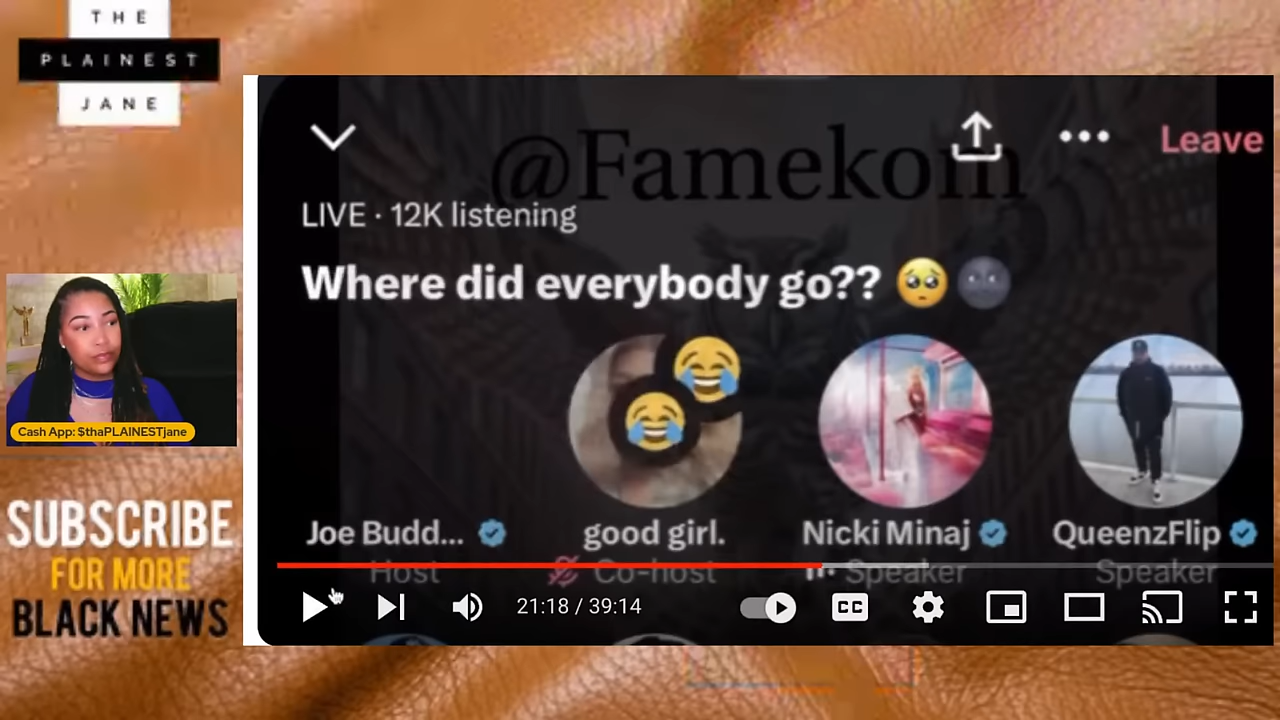 THE
PLAINEST
JANE
@Famekom
Leave
LIVE · 12K listening
Where did everybody go??
Joe Budd...
good girl.
Nicki Minaj
QueenzFlip
Host
Co-host
Speaker
Speaker
Cash App: $thaPLAINESTjane
SUBSCRIBE
FOR MORE
BLACK NEWS
21:18 / 39:14
CC